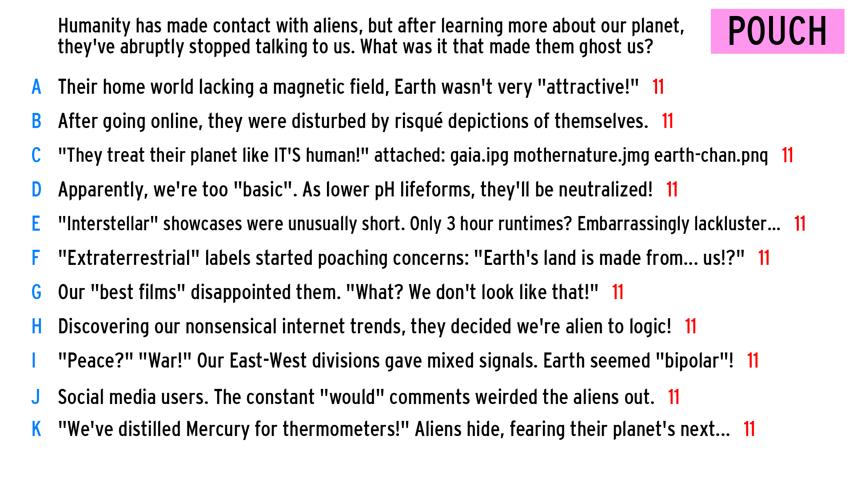 Humanity has made contact with aliens, but after learning more about our planet,
they've abruptly stopped talking to us. What was it that made them ghost us?
POUCH
A Their home world lacking a magnetic field, Earth wasn't very "attractive!" 11
B After going online, they were disturbed by risqué depictions of themselves. 11
C "They treat their planet like IT'S human!" attached: gaia.ipg mothernature.jmg earth-chan.pnq 11
D Apparently, we're too "basic". As lower pH lifeforms, they'll be neutralized! 11
E "Interstellar" showcases were unusually short. Only 3 hour runtimes? Embarrassingly lackluster... 11
F "Extraterrestrial" labels started poaching concerns: "Earth's land is made from... us!?" 11
G Our "best films" disappointed them. "What? We don't look like that!" 11
H Discovering our nonsensical internet trends, they decided we're alien to logic! 11
I "Peace?" "War!" Our East-West divisions gave mixed signals. Earth seemed "bipolar"! 11
J Social media users. The constant "would" comments weirded the aliens out. 11
K "We've distilled Mercury for thermometers!" Aliens hide, fearing their planet's next... 11